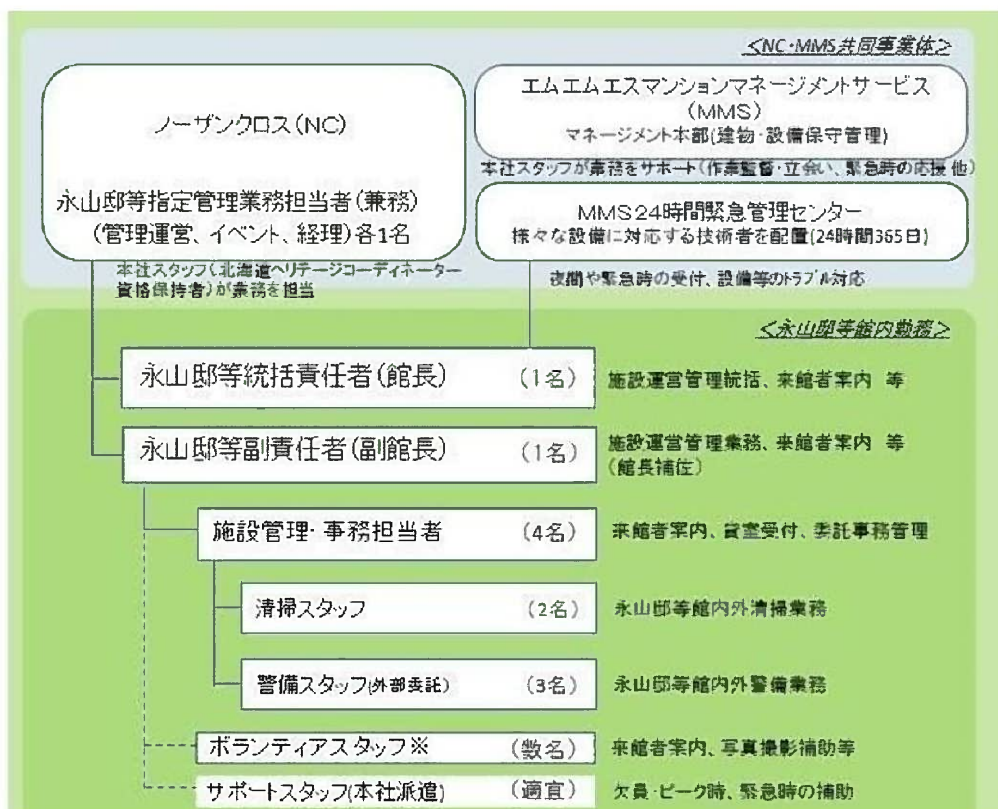 <NC・MMS共同事業体>
ノーザンクロス(NC)
永山邸等指定管理業務担当者(兼務)
(管理運営、イベント、経理)各1名
本社スタッフ(北海道ヘリテージコーディネーター
資格保持者)が業務を担当
エムエムエスマンションマネージメントサービス
(MMS)
マネージメント本部(建物・設備保守管理)
本社スタッフが業務をサポート(作業監督・立会い、緊急時の応援 他)
MMS24時間緊急管理センター
様々な設備に対応する技術者を配置(24時間365日)
夜間や緊急時の受付、設備等のトラブル対応
<永山邸等館内勤務>
永山邸等統括責任者(館長) (1名) 施設運営管理統括、来館者案内 等
永山邸等副責任者(副館長) (1名) 施設運営管理業務、来館者案内 等
(館長補佐)
施設管理・事務担当者 (4名) 来館者案内、貸室受付、委託事務管理
清掃スタッフ (2名) 永山邸等館内外清掃業務
警備スタッフ(外部委託) (3名) 永山邸等館内外警備業務
ボランティアスタッフ※ (数名) 来館者案内、写真撮影補助等
サポートスタッフ(本社派遣) (適宜) 欠員・ピーク時、緊急時の補助